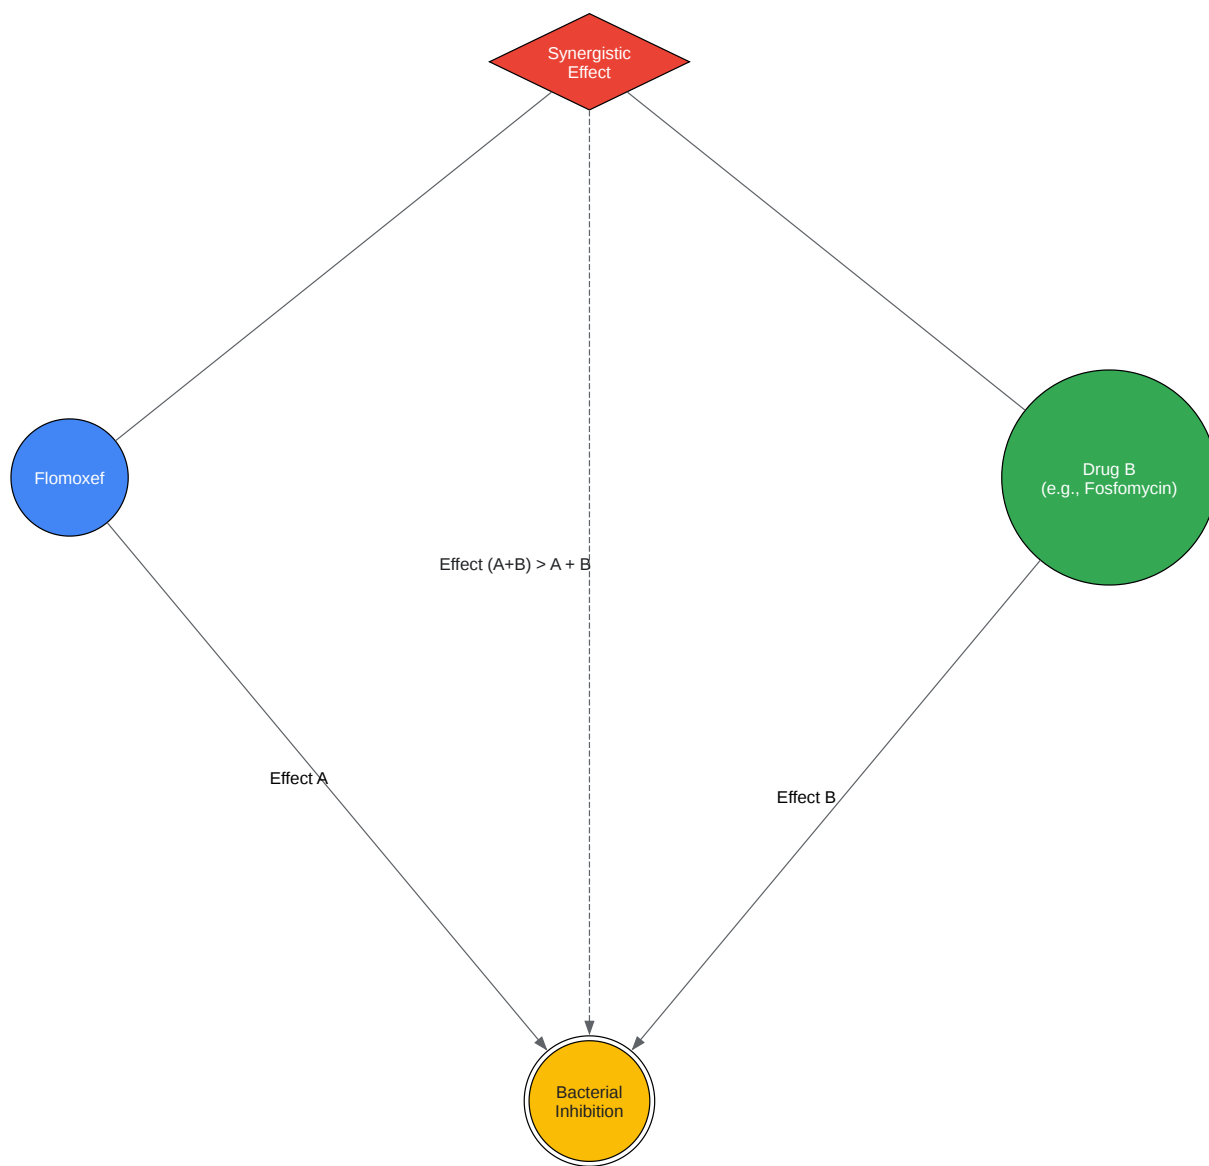 Synergistic
Effect
Flomoxef
Drug B
(e.g., Fosfomycin)
Effect (A+B) > A + B
Effect A
Effect B
Bacterial
Inhibition